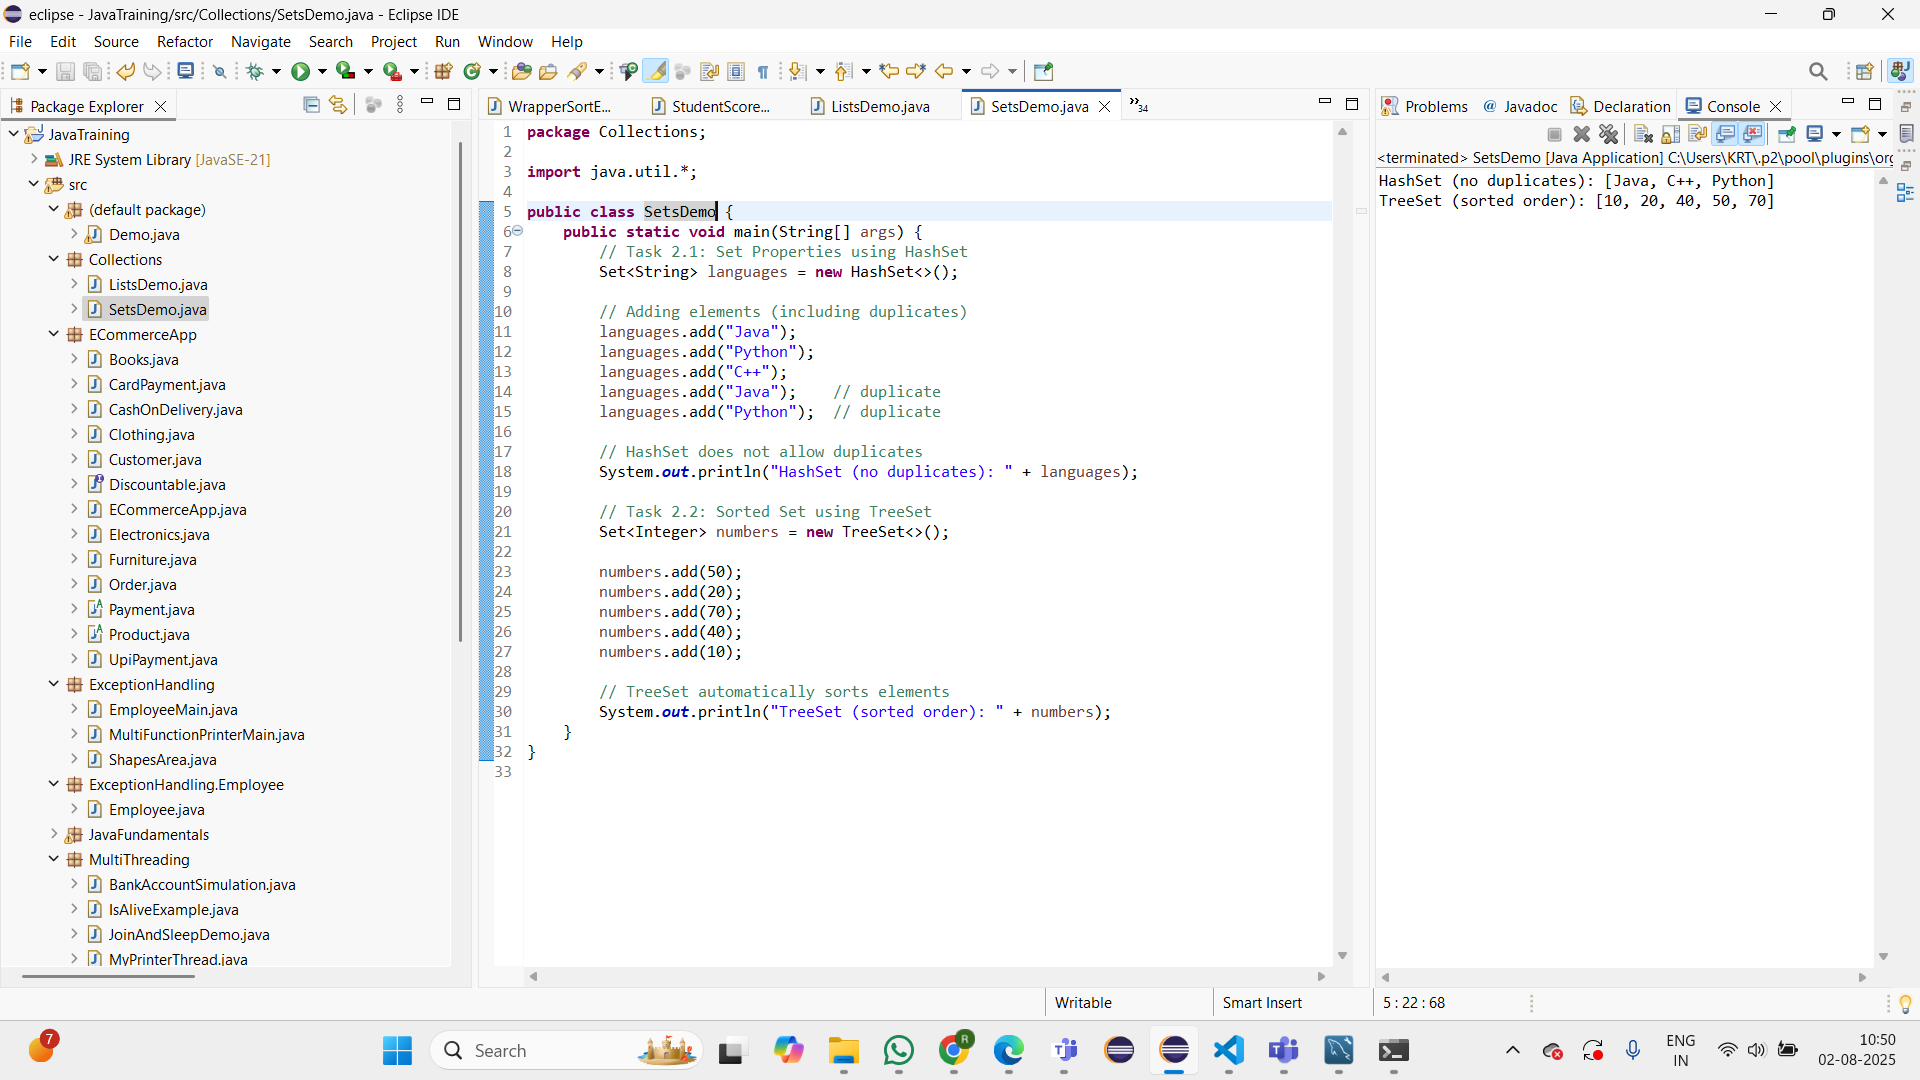 eclipse - JavaTraining/src/Collections/SetsDemo.java - Eclipse IDE
File Edit Source Refactor Navigate Search Project Run Window Help
Package Explorer
JavaTraining
JRE System Library [JavaSE-21]
src
(default package)
Demo.java
Collections
ListsDemo.java
SetsDemo.java
ECommerceApp
Books.java
CardPayment.java
CashOnDelivery.java
Clothing.java
Customer.java
Discountable.java
ECommerceApp.java
Electronics.java
Furniture.java
Order.java
Payment.java
Product.java
UpiPayment.java
ExceptionHandling
EmployeeMain.java
MultiFunctionPrinterMain.java
ShapesArea.java
ExceptionHandling.Employee
Employee.java
JavaFundamentals
MultiThreading
BankAccountSimulation.java
IsAliveExample.java
JoinAndSleepDemo.java
MyPrinterThread.java
WrapperSortE... StudentScore... ListsDemo.java SetsDemo.java »34
1 package Collections;
2
3 import java.util.*;
4
5 public class SetsDemo {
6 public static void main(String[] args) {
7 // Task 2.1: Set Properties using HashSet
8 Set<String> languages = new HashSet<>();
9
10 // Adding elements (including duplicates)
11 languages.add("Java");
12 languages.add("Python");
13 languages.add("C++");
14 languages.add("Java"); // duplicate
15 languages.add("Python"); // duplicate
16
17 // HashSet does not allow duplicates
18 System.out.println("HashSet (no duplicates): " + languages);
19
20 // Task 2.2: Sorted Set using TreeSet
21 Set<Integer> numbers = new TreeSet<>();
22
23 numbers.add(50);
24 numbers.add(20);
25 numbers.add(70);
26 numbers.add(40);
27 numbers.add(10);
28
29 // TreeSet automatically sorts elements
30 System.out.println("TreeSet (sorted order): " + numbers);
31 }
32 }
33
Problems @ Javadoc Declaration Console
<terminated> SetsDemo [Java Application] C:\Users\KRT\.p2\pool\plugins\org
HashSet (no duplicates): [Java, C++, Python]
TreeSet (sorted order): [10, 20, 40, 50, 70]
Writable Smart Insert 5 : 22 : 68
7
Search
R
ENG
IN
10:50
02-08-2025